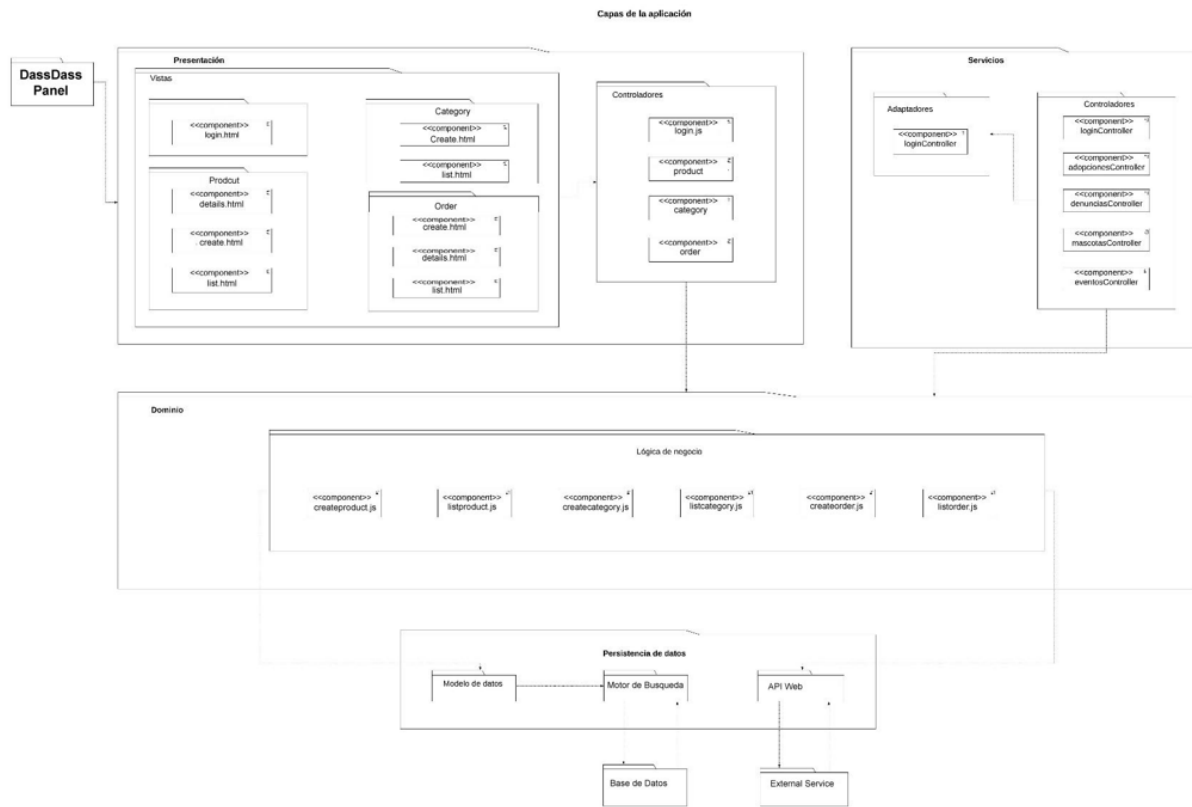 Capas de la aplicación
DassDass
Panel
Presentación
Vistas
<<component>>
login.html
Prodcut
<<component>>
details.html
<<component>>
create.html
<<component>>
list.html
Category
<<component>>
Create.html
<<component>>
list.html
Order
<<component>>
create.html
<<component>>
details.html
<<component>>
list.html
Controladores
<<component>>
login.js
<<component>>
product
<<component>>
category
<<component>>
order
Servicios
Adaptadores
<<component>>
loginController
Controladores
<<component>>
loginController
<<component>>
adopcionesController
<<component>>
denunciasController
<<component>>
mascotasController
<<component>>
eventosController
Dominio
Lógica de negocio
<<component>>
createproduct.js
<<component>>
listproduct.js
<<component>>
createcategory.js
<<component>>
listcategory.js
<<component>>
createorder.js
<<component>>
listorder.js
Persistencia de datos
Modelo de datos
Motor de Busqueda
API Web
Base de Datos
External Service